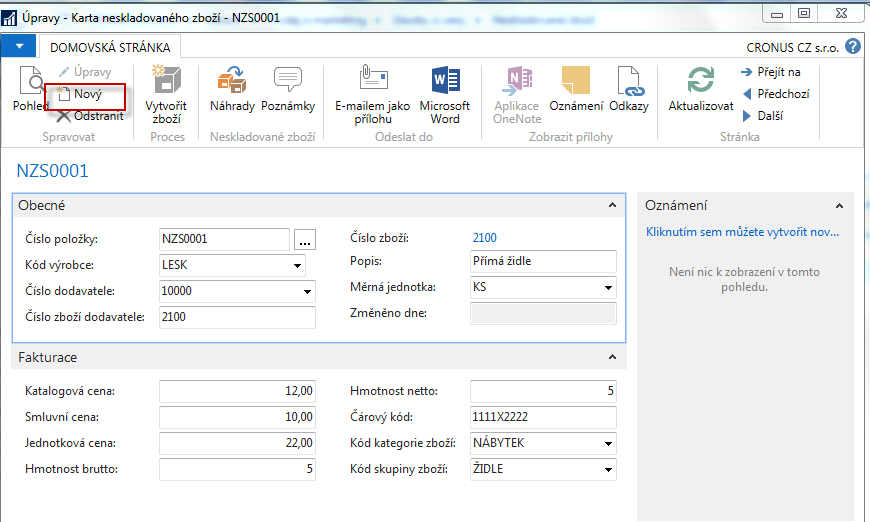 Úpravy - Karta neskladovaného zboží - NZS0001
DOMOVSKÁ STRÁNKA
CRONUS CZ s.r.o.
Pohled
Úpravy
Nový
Odstranit
Spravovat
Vytvořit zboží
Proces
Náhrady
Poznámky
Neskladované zboží
E-mailem jako přílohu
Microsoft Word
Odeslat do
Aplikace OneNote
Oznámení
Odkazy
Zobrazit přílohy
Aktualizovat
Přejít na
Předchozí
Další
Stránka
NZS0001
Obecné
Číslo položky: NZS0001 ...
Kód výrobce: LESK
Číslo dodavatele: 10000
Číslo zboží dodavatele: 2100
Číslo zboží: 2100
Popis: Přímá židle
Měrná jednotka: KS
Změněno dne:
Fakturace
Katalogová cena: 12,00
Smluvní cena: 10,00
Jednotková cena: 22,00
Hmotnost brutto: 5
Hmotnost netto: 5
Čárový kód: 1111X2222
Kód kategorie zboží: NÁBYTEK
Kód skupiny zboží: ŽIDLE
Oznámení
Kliknutím sem můžete vytvořit nov...
Není nic k zobrazení v tomto
pohledu.